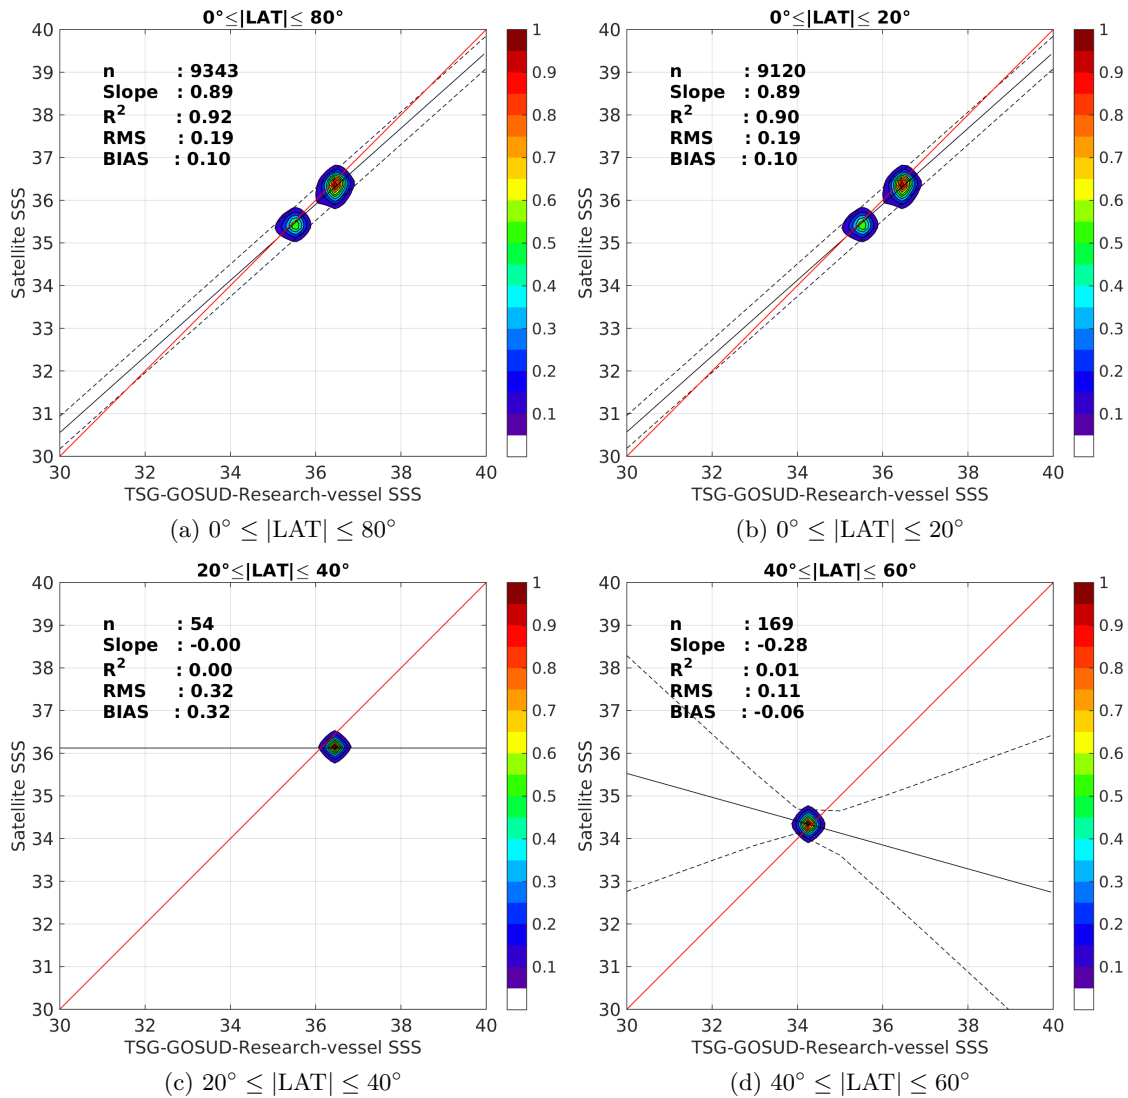 0°≤|LAT|≤ 80°
n : 9343
Slope : 0.89
R² : 0.92
RMS : 0.19
BIAS : 0.10
40
39
38
37
36
35
34
33
32
31
30
30 32 34 36 38 40
Satellite SSS
TSG-GOSUD-Research-vessel SSS
1
0.9
0.8
0.7
0.6
0.5
0.4
0.3
0.2
0.1
(a) 0° ≤ |LAT| ≤ 80°
0°≤|LAT|≤ 20°
n : 9120
Slope : 0.89
R² : 0.90
RMS : 0.19
BIAS : 0.10
40
39
38
37
36
35
34
33
32
31
30
30 32 34 36 38 40
Satellite SSS
TSG-GOSUD-Research-vessel SSS
1
0.9
0.8
0.7
0.6
0.5
0.4
0.3
0.2
0.1
(b) 0° ≤ |LAT| ≤ 20°
20°≤|LAT|≤ 40°
n : 54
Slope : -0.00
R² : 0.00
RMS : 0.32
BIAS : 0.32
40
39
38
37
36
35
34
33
32
31
30
30 32 34 36 38 40
Satellite SSS
TSG-GOSUD-Research-vessel SSS
1
0.9
0.8
0.7
0.6
0.5
0.4
0.3
0.2
0.1
(c) 20° ≤ |LAT| ≤ 40°
40°≤|LAT|≤ 60°
n : 169
Slope : -0.28
R² : 0.01
RMS : 0.11
BIAS : -0.06
40
39
38
37
36
35
34
33
32
31
30
30 32 34 36 38 40
Satellite SSS
TSG-GOSUD-Research-vessel SSS
1
0.9
0.8
0.7
0.6
0.5
0.4
0.3
0.2
0.1
(d) 40° ≤ |LAT| ≤ 60°